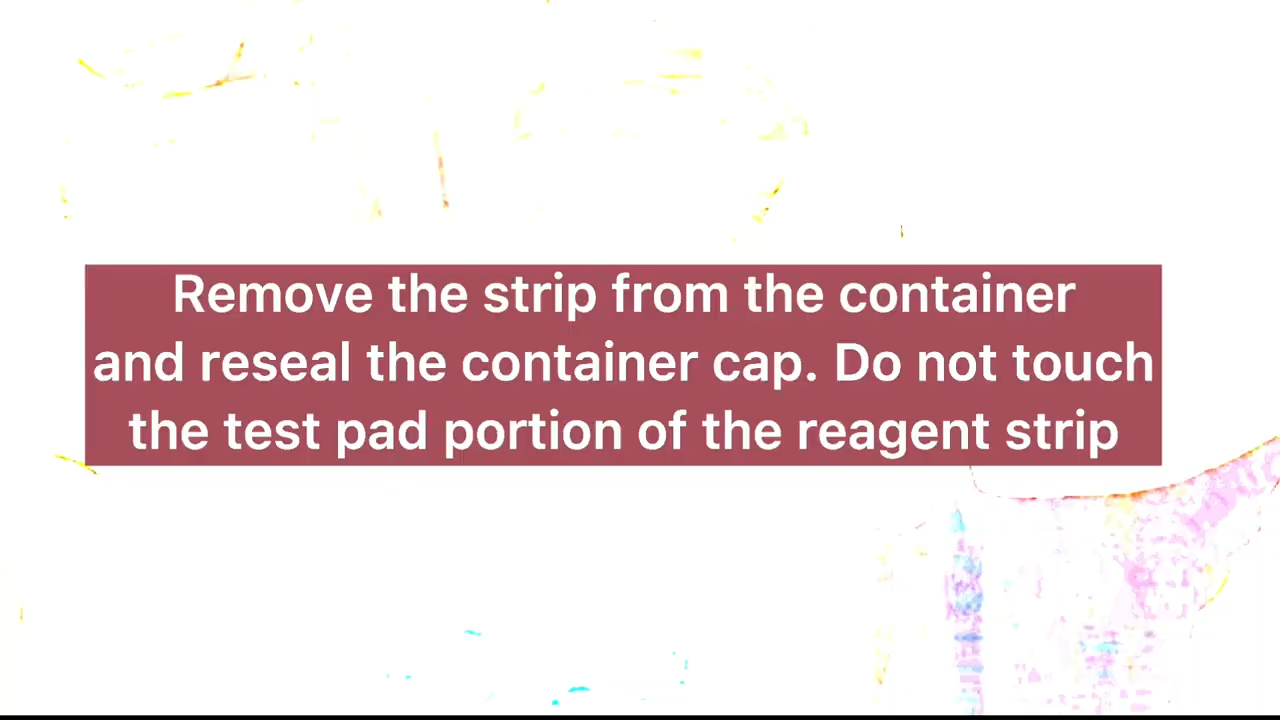 Remove the strip from the container
and reseal the container cap. Do not touch
the test pad portion of the reagent strip